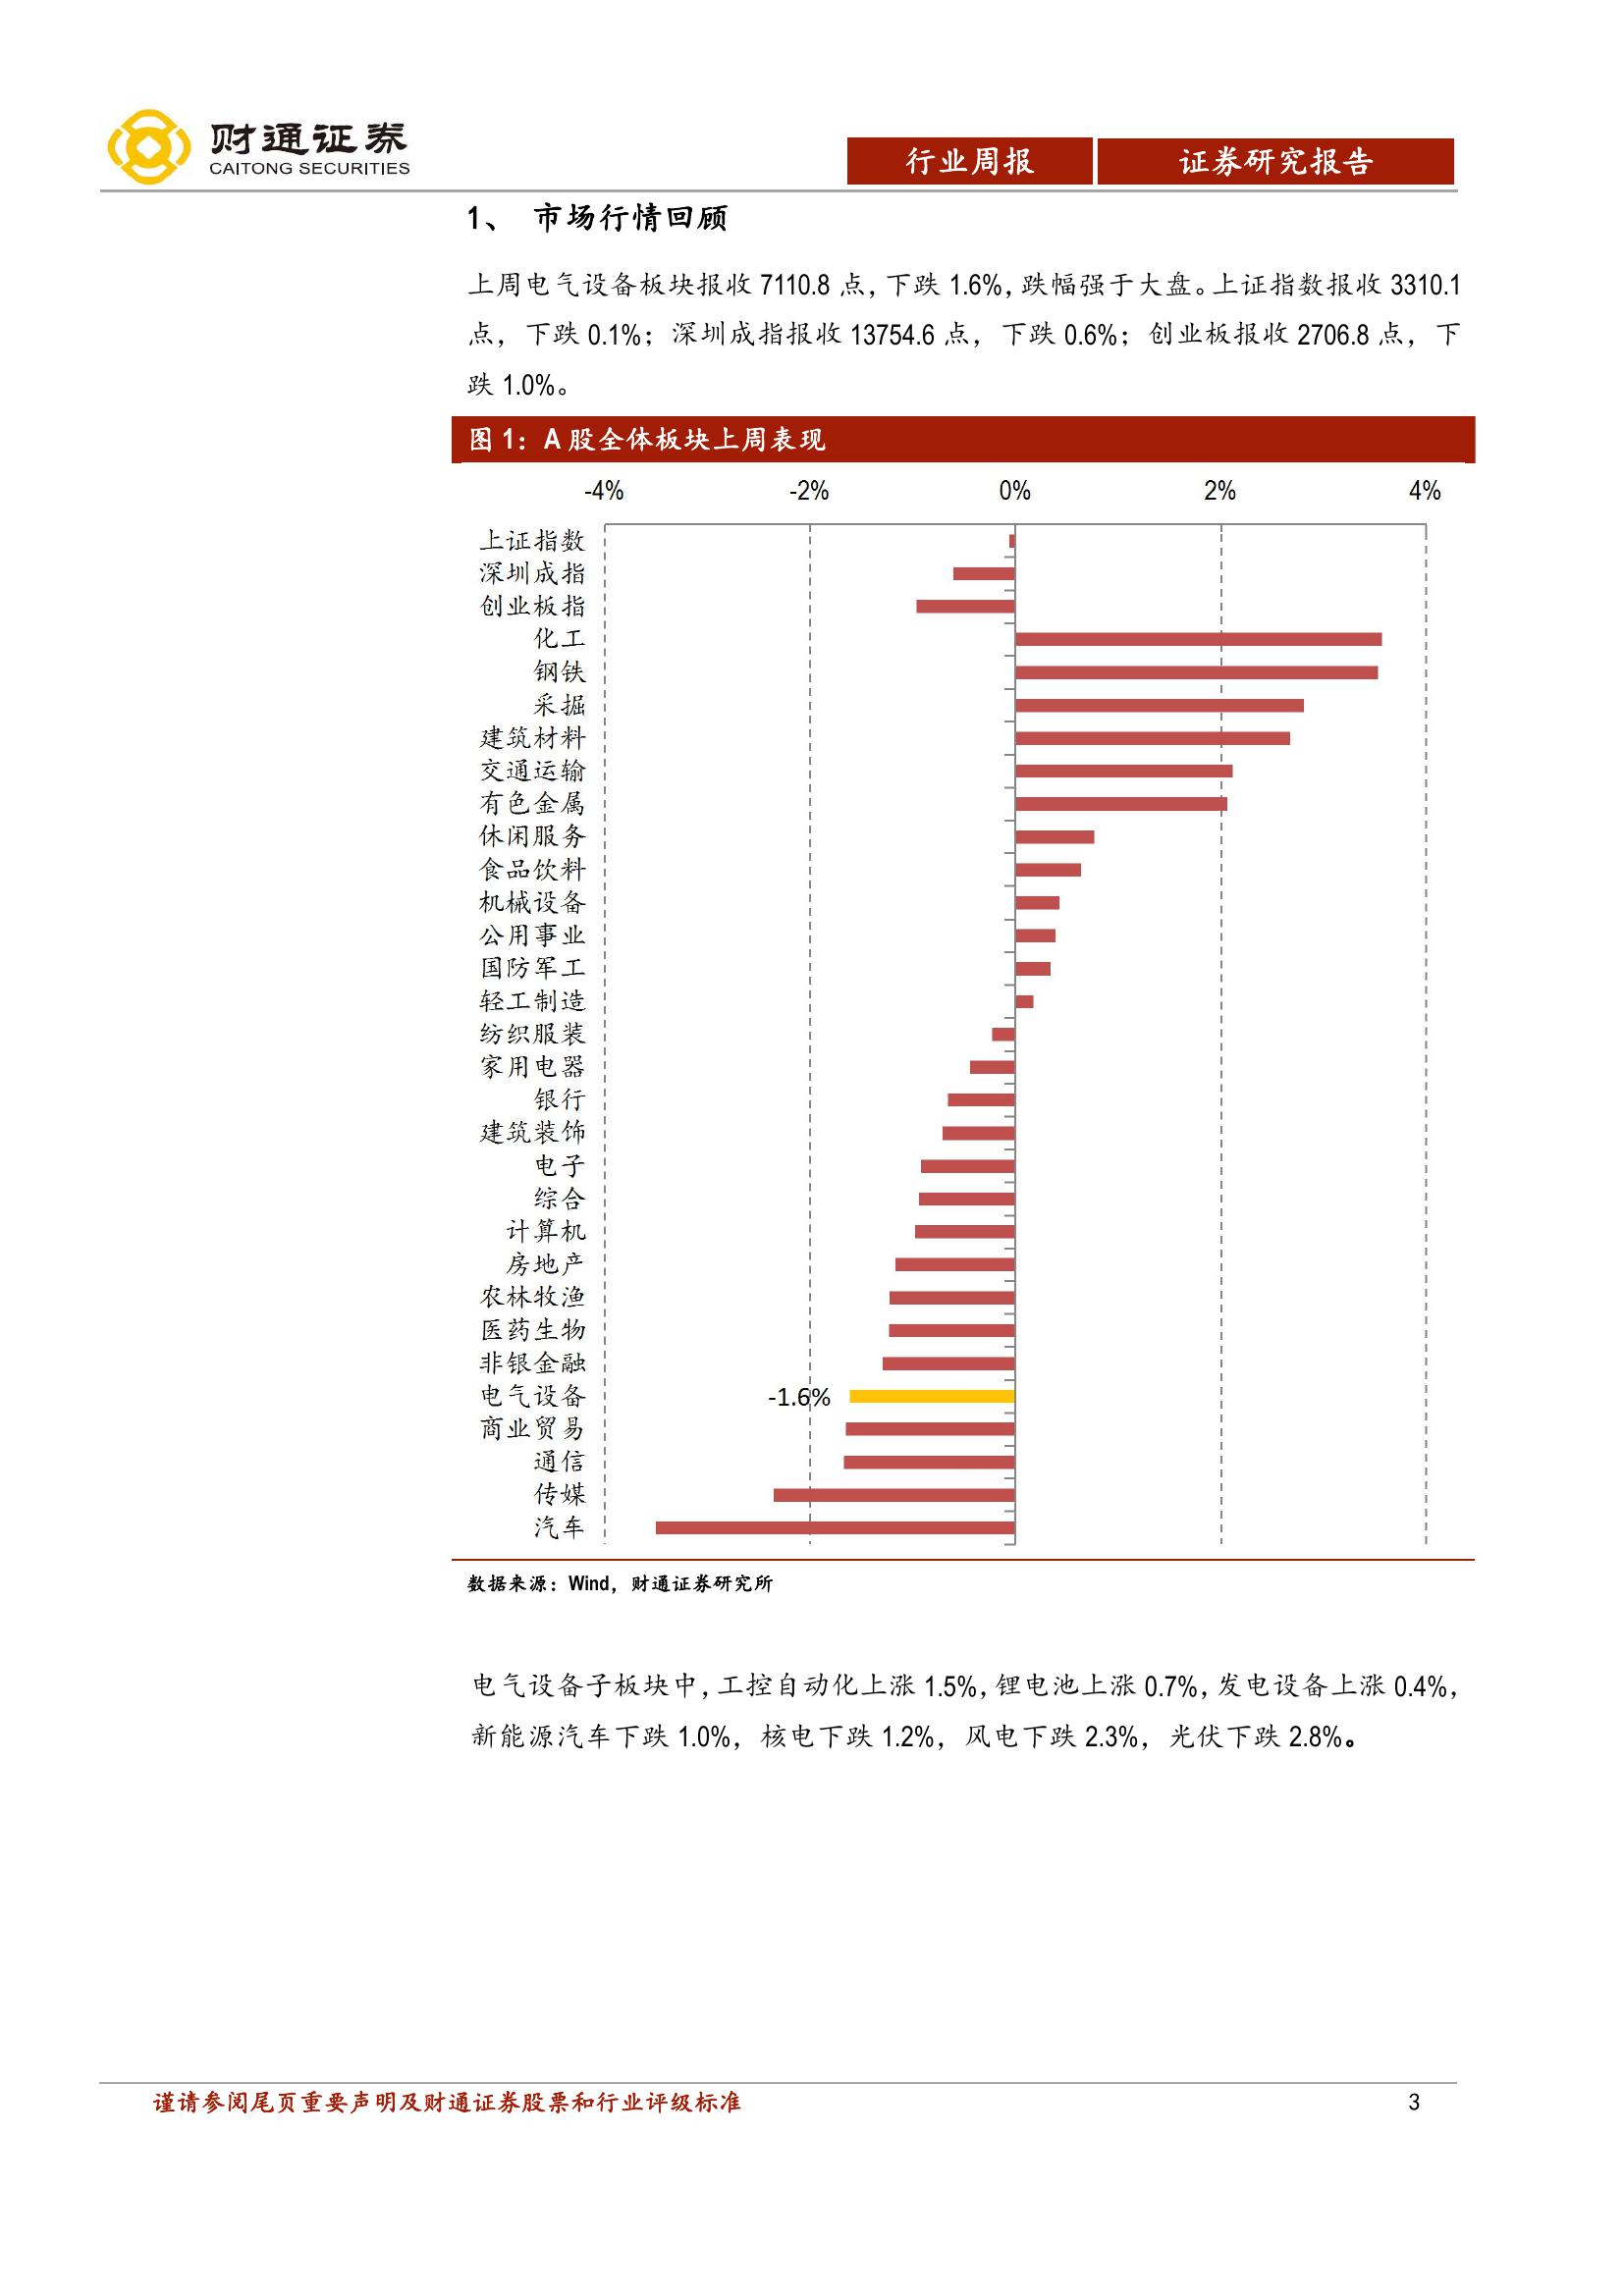 财通证券
CAITONG SECURITIES
行业周报
证券研究报告
1、 市场行情回顾
上周电气设备板块报收 7110.8 点，下跌 1.6%，跌幅强于大盘。上证指数报收 3310.1
点，下跌 0.1%；深圳成指报收 13754.6 点，下跌 0.6%；创业板报收 2706.8 点，下
跌 1.0%。
图 1：A 股全体板块上周表现
-4% -2% 0% 2% 4%
上证指数
深圳成指
创业板指
化工
钢铁
采掘
建筑材料
交通运输
有色金属
休闲服务
食品饮料
机械设备
公用事业
国防军工
轻工制造
纺织服装
家用电器
银行
建筑装饰
电子
综合
计算机
房地产
农林牧渔
医药生物
非银金融
电气设备 -1.6%
商业贸易
通信
传媒
汽车
数据来源：Wind，财通证券研究所
电气设备子板块中，工控自动化上涨 1.5%，锂电池上涨 0.7%，发电设备上涨 0.4%，
新能源汽车下跌 1.0%，核电下跌 1.2%，风电下跌 2.3%，光伏下跌 2.8%。
谨请参阅尾页重要声明及财通证券股票和行业评级标准
3